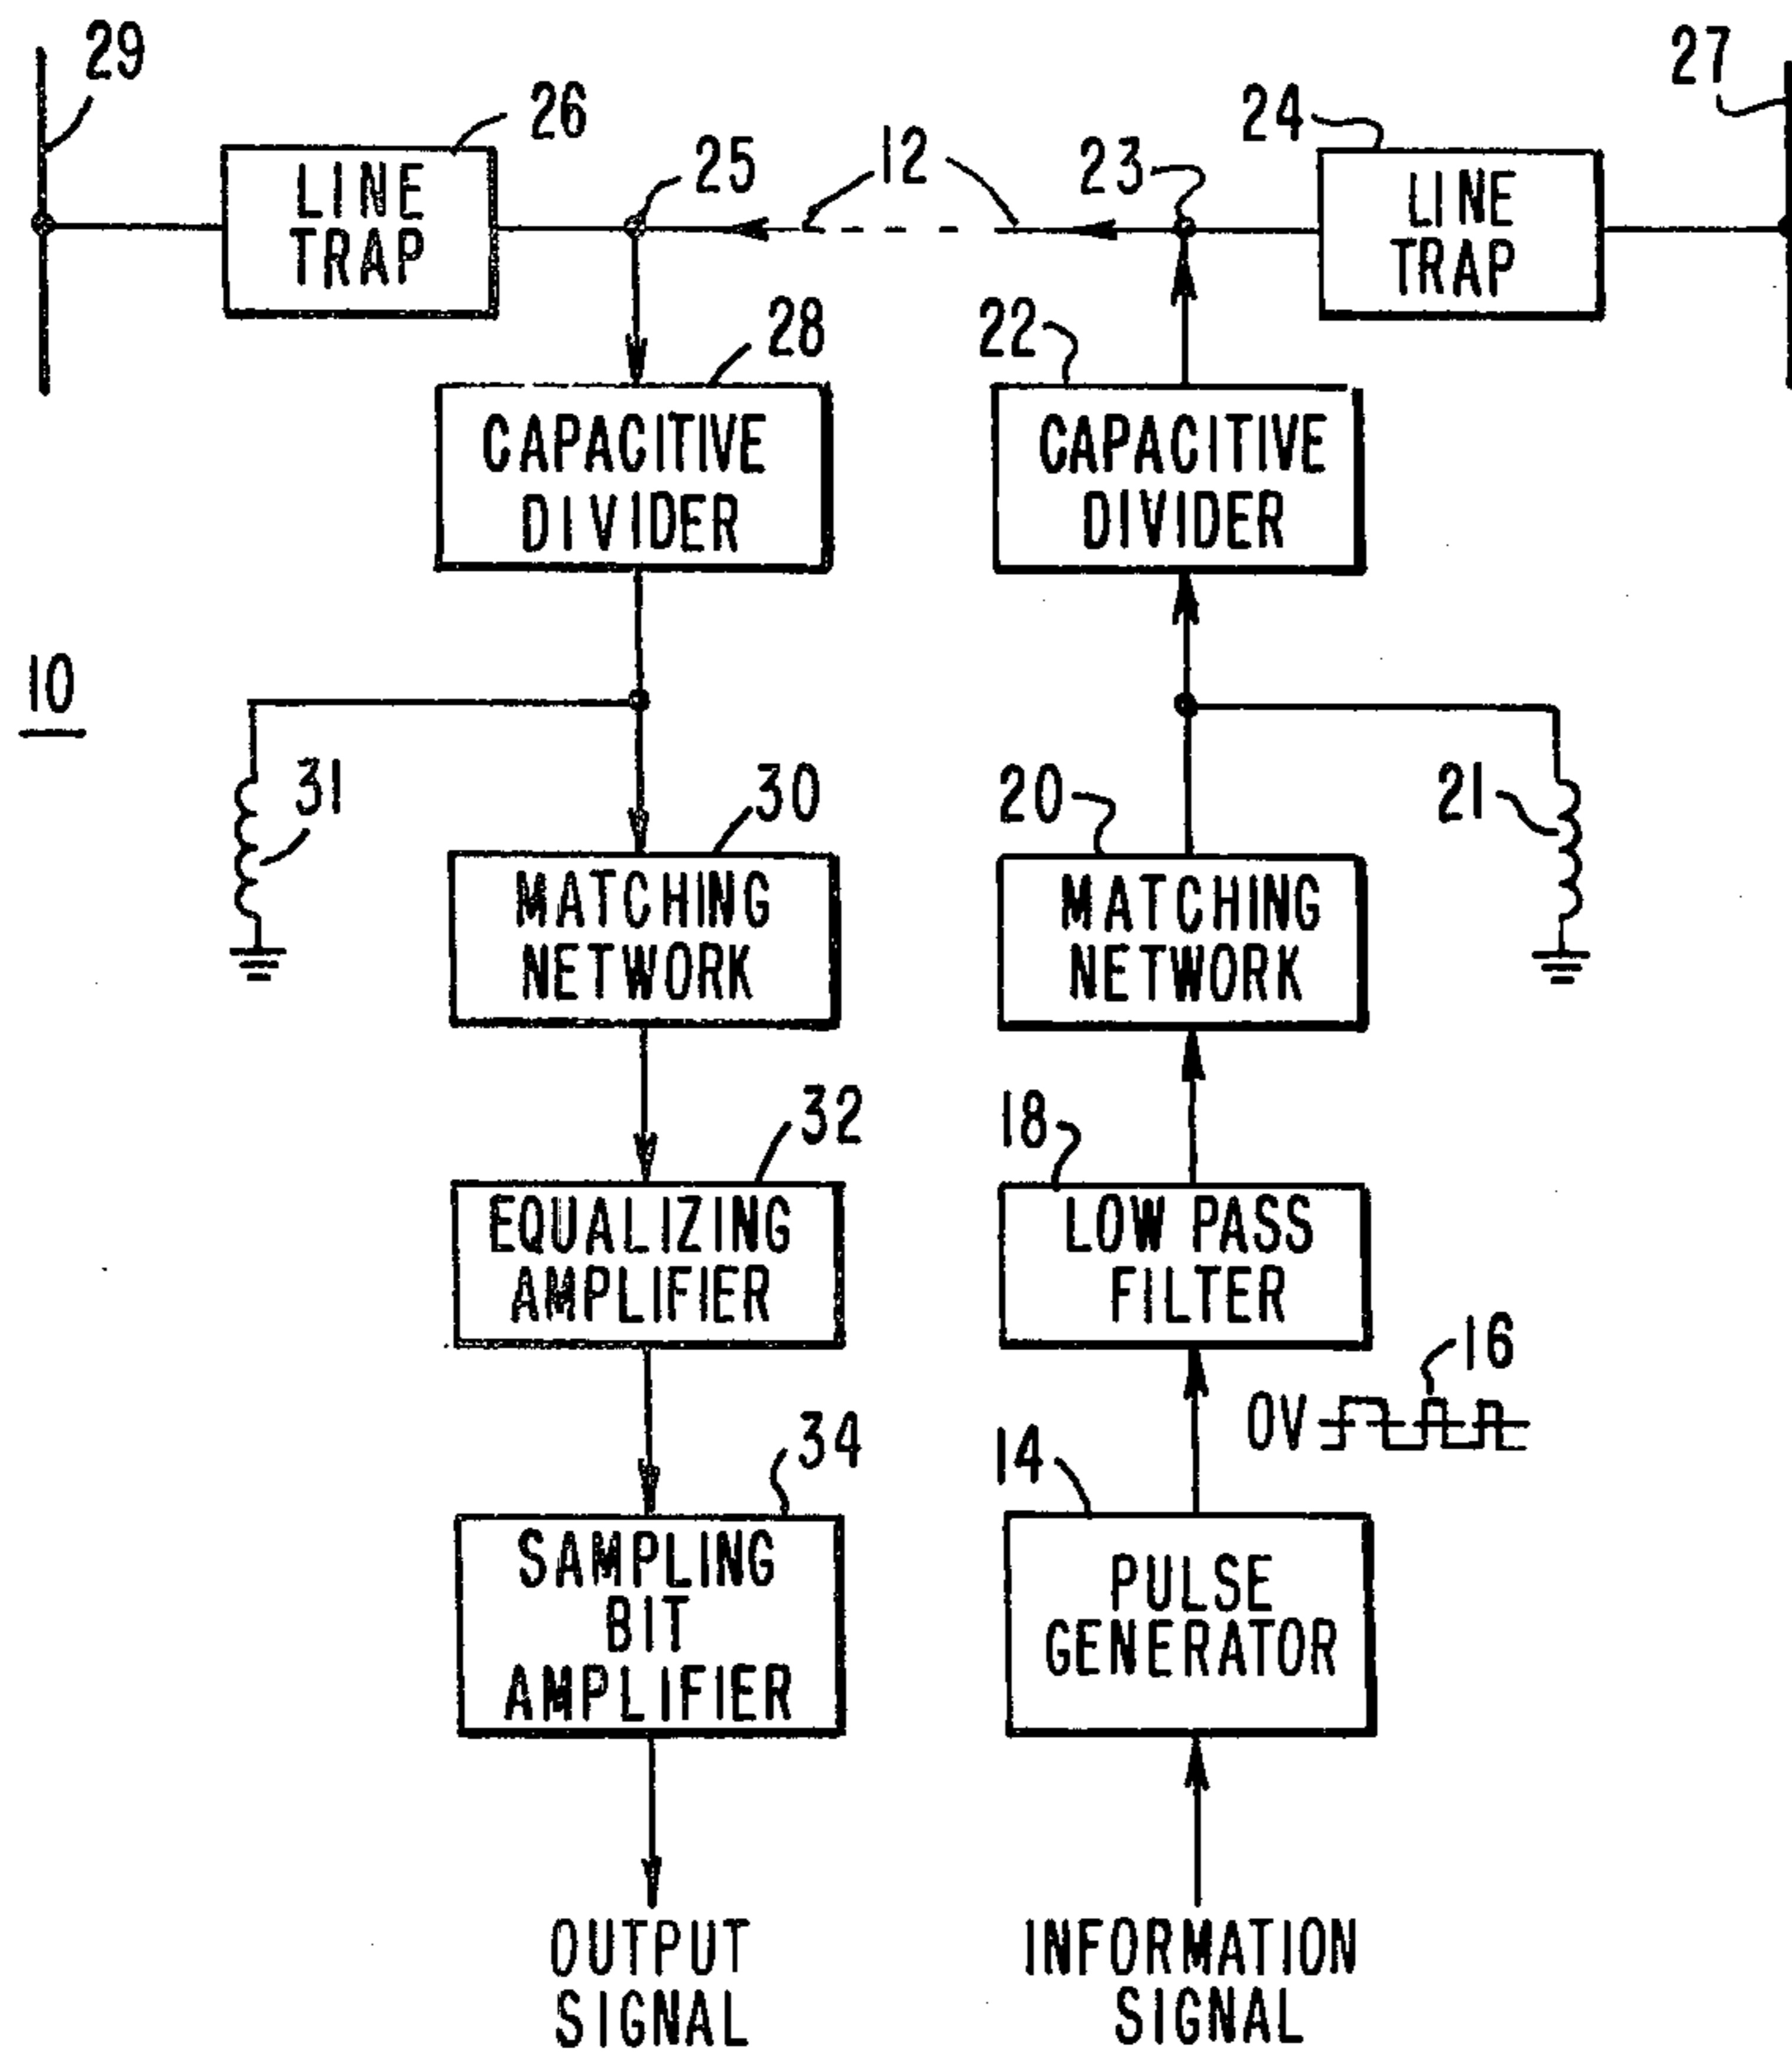 29
26
25
12
23
24
27
LINE
TRAP
LINE
TRAP
28
22
CAPACITIVE
DIVIDER
CAPACITIVE
DIVIDER
10
31
30
20
21
MATCHING
NETWORK
MATCHING
NETWORK
32
18
EQUALIZING
AMPLIFIER
LOW PASS
FILTER
16
0V
34
14
SAMPLING
BIT
AMPLIFIER
PULSE
GENERATOR
OUTPUT
SIGNAL
INFORMATION
SIGNAL